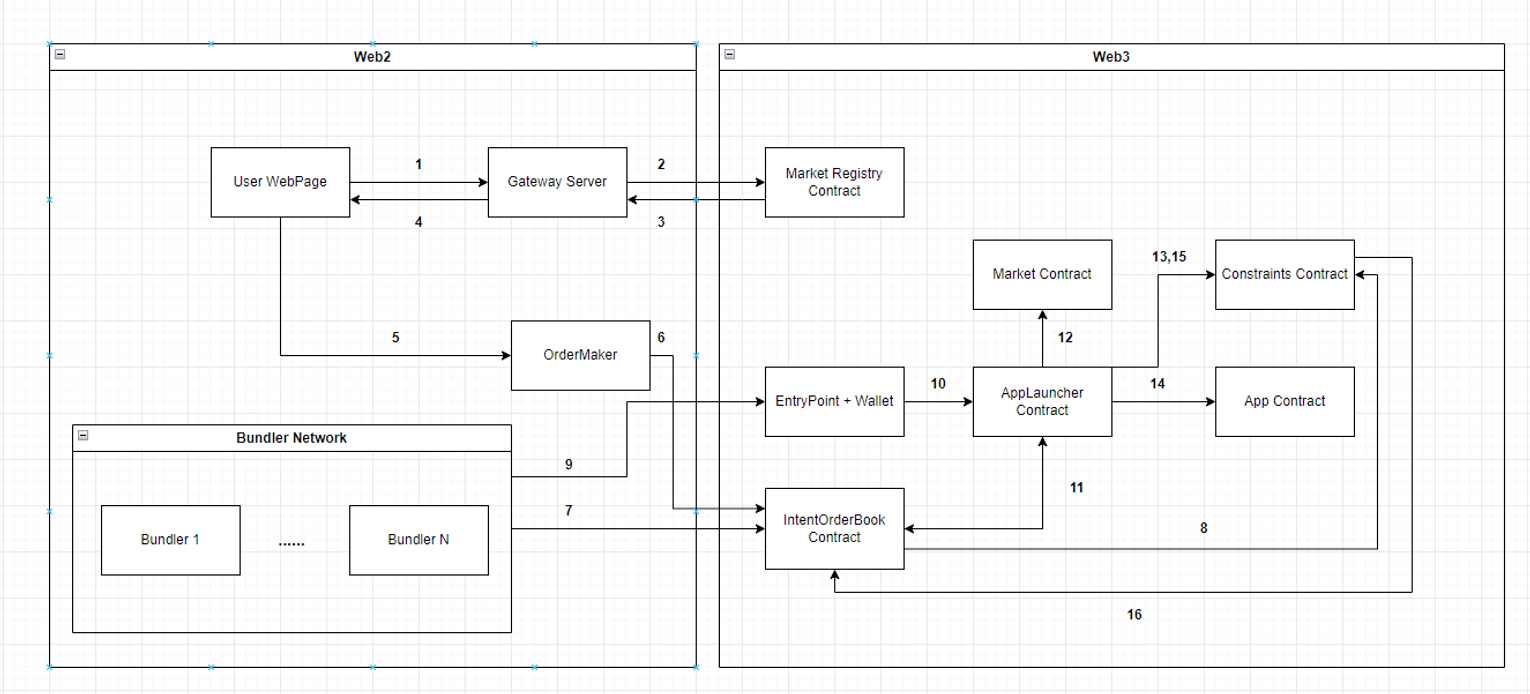 Web2
Web3
1
2
User WebPage
Gateway Server
Market Registry
Contract
4
3
13,15
Market Contract
Constraints Contract
5
6
12
OrderMaker
10
14
EntryPoint + Wallet
AppLauncher
Contract
App Contract
Bundler Network
9
11
7
8
IntentOrderBook
Contract
Bundler 1
......
Bundler N
16